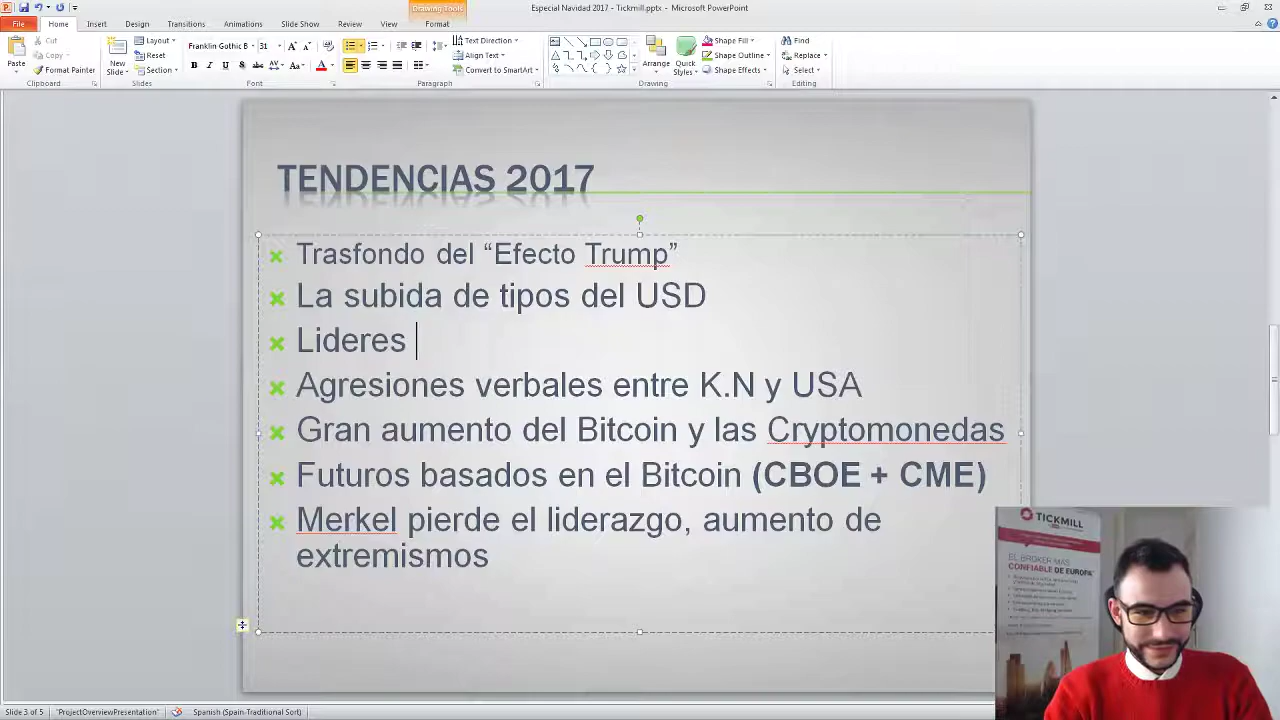 Especial Navidad 2017 - Tickmill.pptx - Microsoft PowerPoint
Drawing Tools
File Home Insert Design Transitions Animations Slide Show Review View Format
Cut
Copy
Format Painter
Paste
Clipboard
New Slide
Layout
Reset
Section
Slides
Franklin Gothic B 31
Font
Text Direction
Align Text
Convert to SmartArt
Paragraph
Arrange
Quick Styles
Shape Fill
Shape Outline
Shape Effects
Drawing
Find
Replace
Select
Editing
TENDENCIAS 2017
Trasfondo del “Efecto Trump”
La subida de tipos del USD
Lideres
Agresiones verbales entre K.N y USA
Gran aumento del Bitcoin y las Cryptomonedas
Futuros basados en el Bitcoin (CBOE + CME)
Merkel pierde el liderazgo, aumento de
extremismos
TICKMILL
EL BROKER MÁS
CONFIABLE DE EUROPA
Slide 3 of 5 "ProjectOverviewPresentation" Spanish (Spain-Traditional Sort)